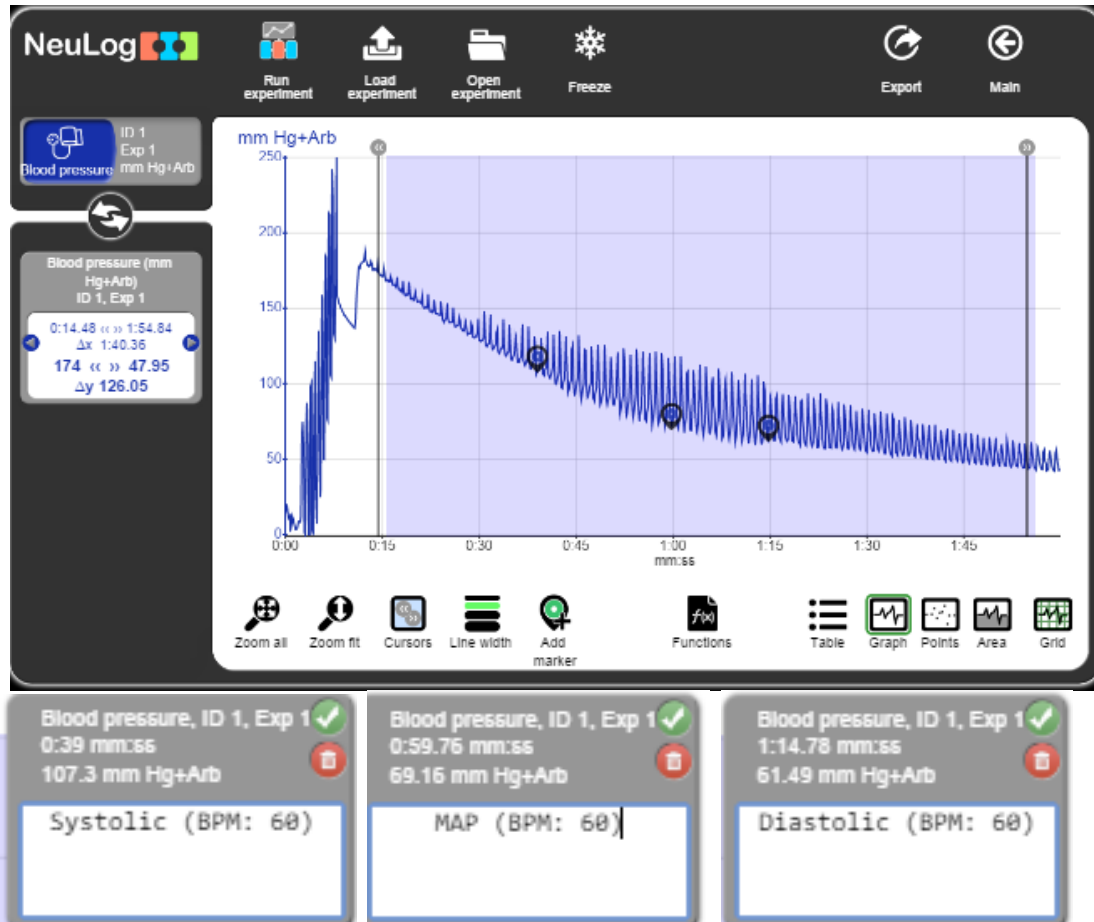 NeuLog
Run experiment
Load experiment
Open experiment
Freeze
Export
Main
Blood pressure
ID 1
Exp 1
mm Hg+Arb
Blood pressure (mm
Hg+Arb)
ID 1, Exp 1
0:14.48 « » 1:54.84
Δx 1:40.36
174 « » 47.95
Δy 126.05
mm Hg+Arb
250
200
150
100
50
0
0:00 0:15 0:30 0:45 1:00 1:15 1:30 1:45
mm:ss
Zoom all
Zoom fit
Cursors
Line width
Add
marker
f(x)
Functions
Table
Graph
Points
Area
Grid
Blood pressure, ID 1, Exp 1
0:39 mm:ss
107.3 mm Hg+Arb
Systolic (BPM: 60)
Blood pressure, ID 1, Exp 1
0:59.76 mm:ss
69.16 mm Hg+Arb
MAP (BPM: 60)
Blood pressure, ID 1, Exp 1
1:14.78 mm:ss
61.49 mm Hg+Arb
Diastolic (BPM: 60)